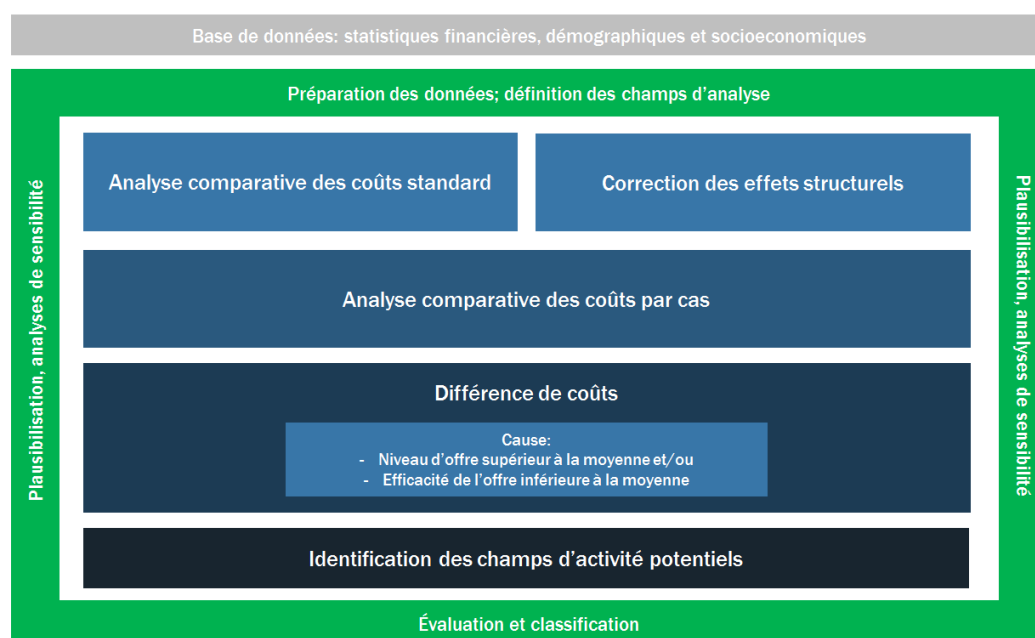 Base de données: statistiques financières, démographiques et socioeconomiques
Préparation des données; définition des champs d'analyse
Plausibilisation, analyses de sensibilité
Analyse comparative des coûts standard
Correction des effets structurels
Analyse comparative des coûts par cas
Différence de coûts
Cause:
- Niveau d'offre supérieur à la moyenne et/ou
- Efficacité de l'offre inférieure à la moyenne
Identification des champs d'activité potentiels
Plausibilisation, analyses de sensibilité
Évaluation et classification